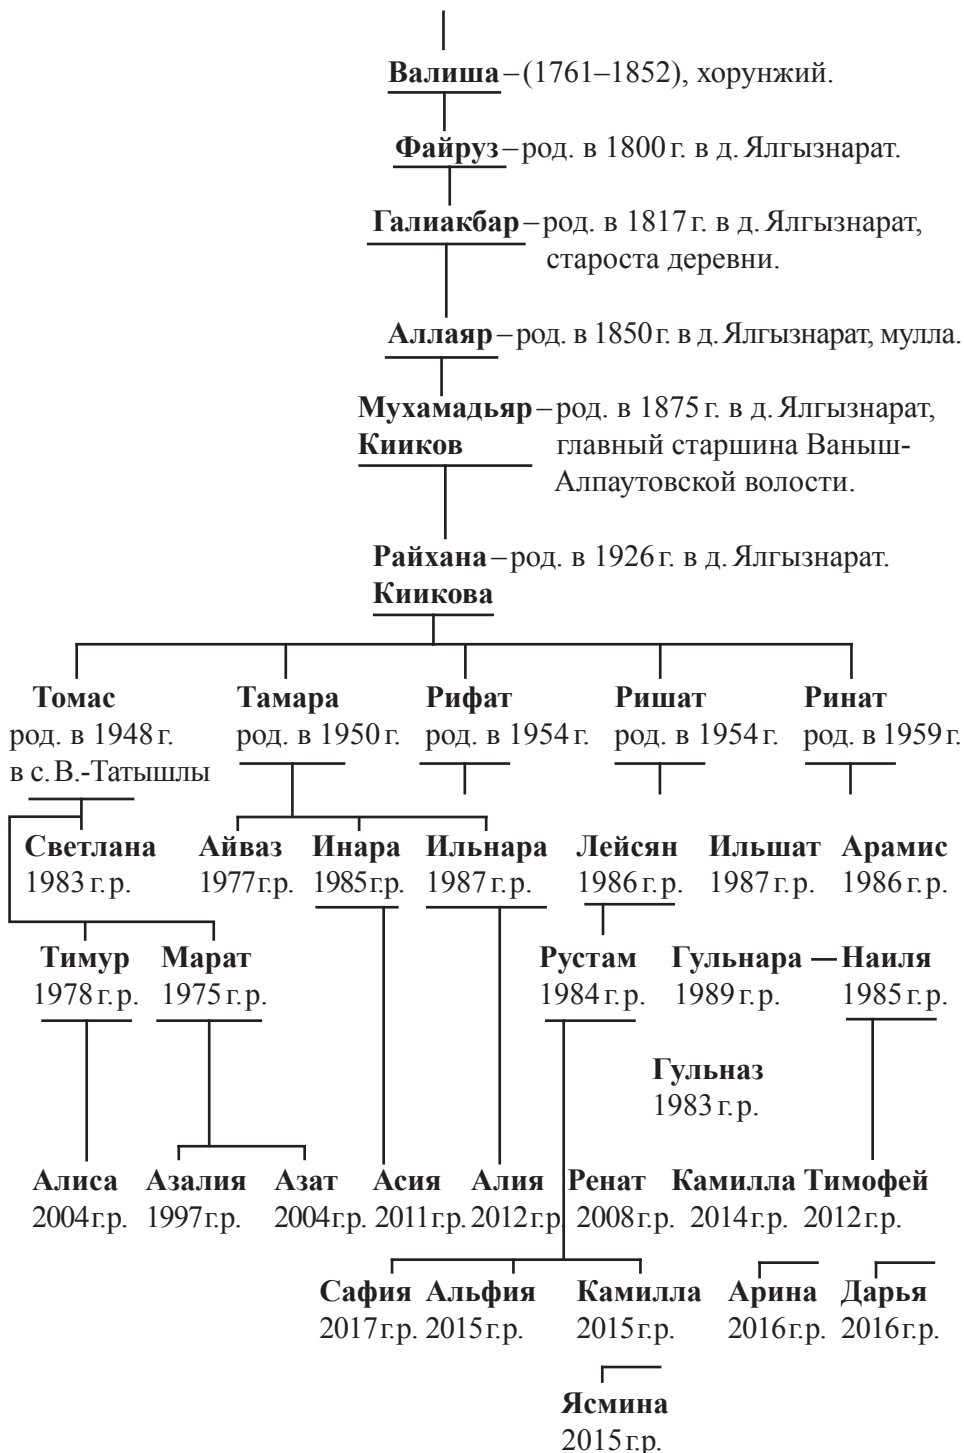 Валиша – (1761–1852), хорунжий.
Файруз – род. в 1800 г. в д. Ялгызнарат.
Галиакбар – род. в 1817 г. в д. Ялгызнарат,
староста деревни.
Аллаяр – род. в 1850 г. в д. Ялгызнарат, мулла.
Мухамадьяр – род. в 1875 г. в д. Ялгызнарат,
Кииков главный старшина Ваныш-
Алпаутовской волости.
Райхана – род. в 1926 г. в д. Ялгызнарат.
Киикова
Томас Тамара Рифат Ришат Ринат
род. в 1948 г. род. в 1950 г. род. в 1954 г. род. в 1954 г. род. в 1959 г.
в с. В.-Татышлы
Светлана Айваз Инара Ильнара Лейсян Ильшат Арамис
1983 г. р. 1977 г.р. 1985 г.р. 1987 г.р. 1986 г.р. 1987 г.р. 1986 г.р.
Тимур Марат Рустам Гульнара — Наиля
1978 г.р. 1975 г.р. 1984 г.р. 1989 г.р. 1985 г.р.
Гульназ
1983 г. р.
Алиса Азалия Азат Асия Алия Ренат Камилла Тимофей
2004 г.р. 1997 г.р. 2004 г.р. 2011 г.р. 2012 г.р. 2008 г.р. 2014 г.р. 2012 г.р.
Сафия Альфия Камилла Арина Дарья
2017 г.р. 2015 г.р. 2015 г.р. 2016 г.р. 2016 г.р.
Ясмина
2015 г.р.